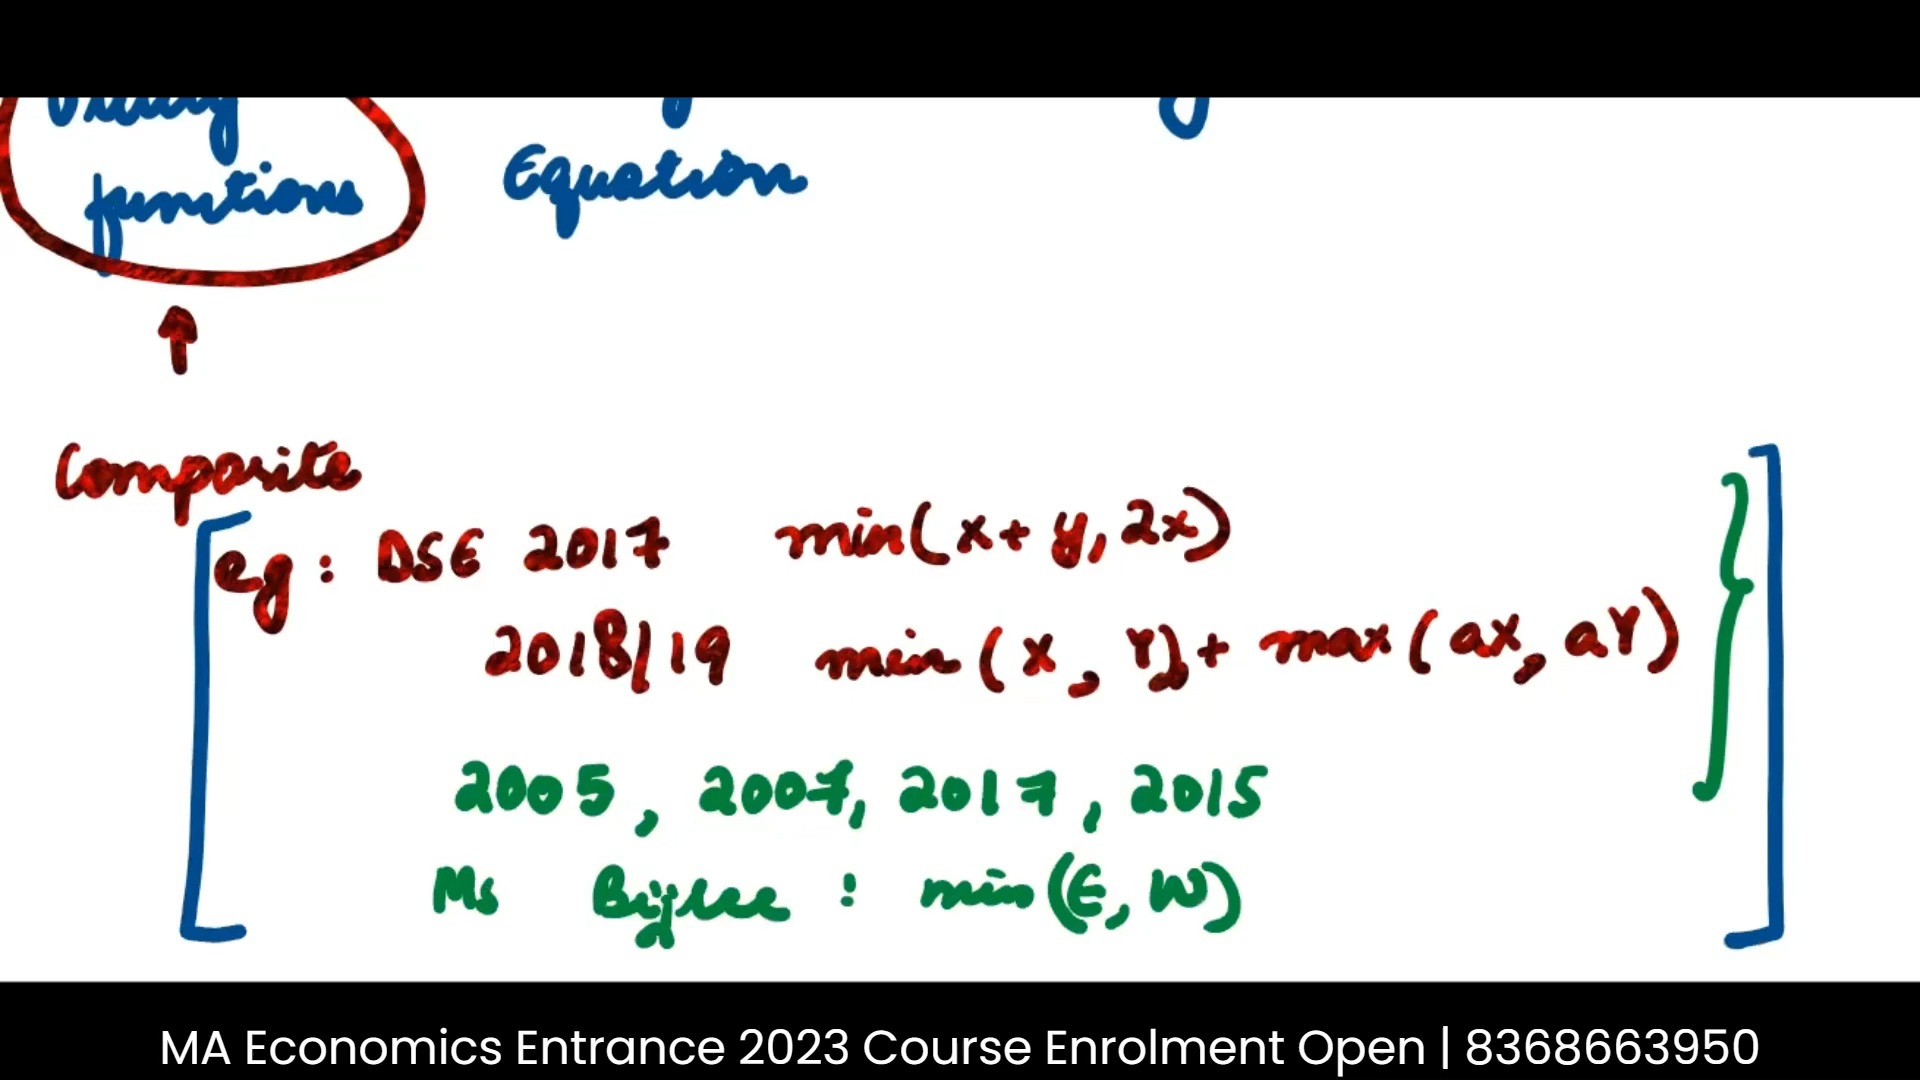 Utility
functions
Equation
Composite
eg : DSE 2017 min(x+y, 2x)
2018/19 min(X, Y) + max(aX, aY)
2005, 2007, 2017, 2015
Ms Bijlee : min(E, W)
MA Economics Entrance 2023 Course Enrolment Open | 8368663950